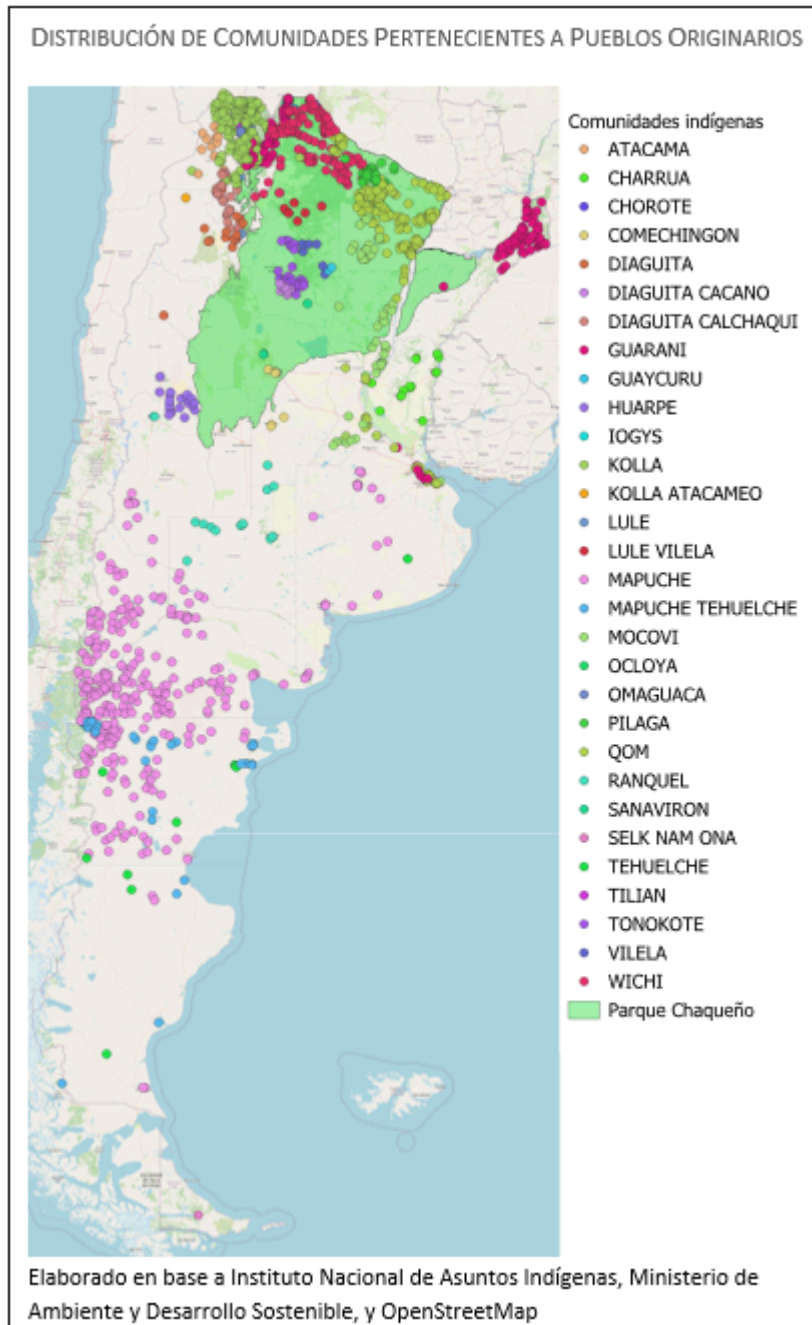 DISTRIBUCIÓN DE COMUNIDADES PERTENECIENTES A PUEBLOS ORIGINARIOS
Comunidades indígenas
ATACAMA
CHARRUA
CHOROTE
COMECHINGON
DIAGUITA
DIAGUITA CACANO
DIAGUITA CALCHAQUI
GUARANI
GUAYCURU
HUARPE
IOGYS
KOLLA
KOLLA ATACAMEO
LULE
LULE VILELA
MAPUCHE
MAPUCHE TEHUELCHE
MOCOVI
OCLOYA
OMAGUACA
PILAGA
QOM
RANQUEL
SANAVIRON
SELK NAM ONA
TEHUELCHE
TILIAN
TONOKOTE
VILELA
WICHI
Parque Chaqueño
Elaborado en base a Instituto Nacional de Asuntos Indígenas, Ministerio de
Ambiente y Desarrollo Sostenible, y OpenStreetMap